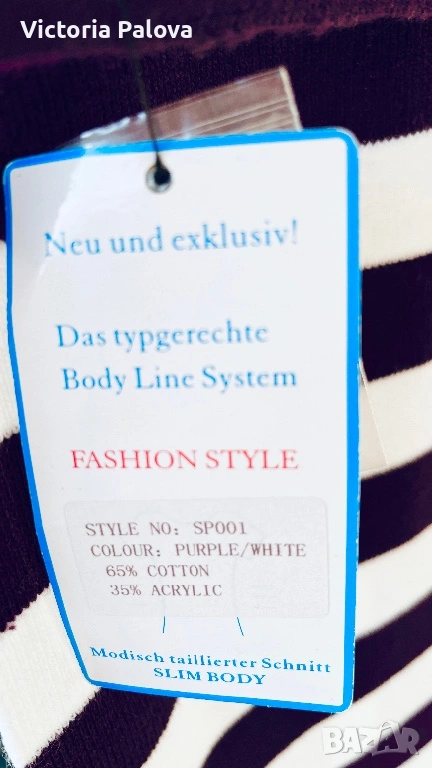 Victoria Palova
Neu und exklusiv!
Das typgerechte
Body Line System
FASHION STYLE
STYLE NO: SP001
COLOUR: PURPLE/WHITE
65% COTTON
35% ACRYLIC
Modisch taillierter Schnitt
SLIM BODY
BAZAR